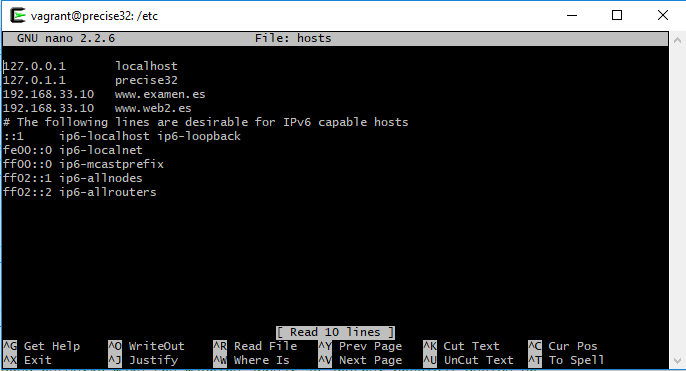 vagrant@precise32: /etc
GNU nano 2.2.6 File: hosts
127.0.0.1 localhost
127.0.1.1 precise32
192.168.33.10 www.examen.es
192.168.33.10 www.web2.es
# The following lines are desirable for IPv6 capable hosts
::1 ip6-localhost ip6-loopback
fe00::0 ip6-localnet
ff00::0 ip6-mcastprefix
ff02::1 ip6-allnodes
ff02::2 ip6-allrouters
[ Read 10 lines ]
^G Get Help ^O WriteOut ^R Read File ^Y Prev Page ^K Cut Text ^C Cur Pos
^X Exit ^J Justify ^W Where Is ^V Next Page ^U UnCut Text ^T To Spell